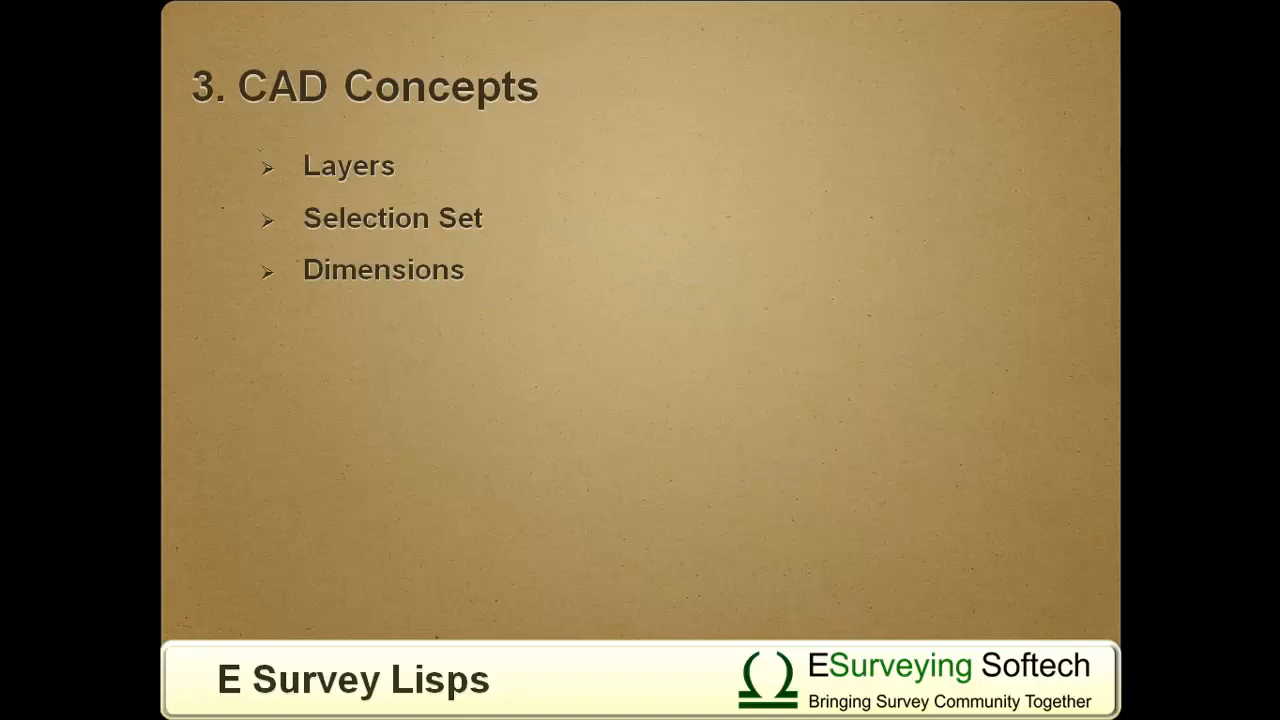 3. CAD Concepts
Layers
Selection Set
Dimensions
E Survey Lisps
ESurveying Softech
Bringing Survey Community Together